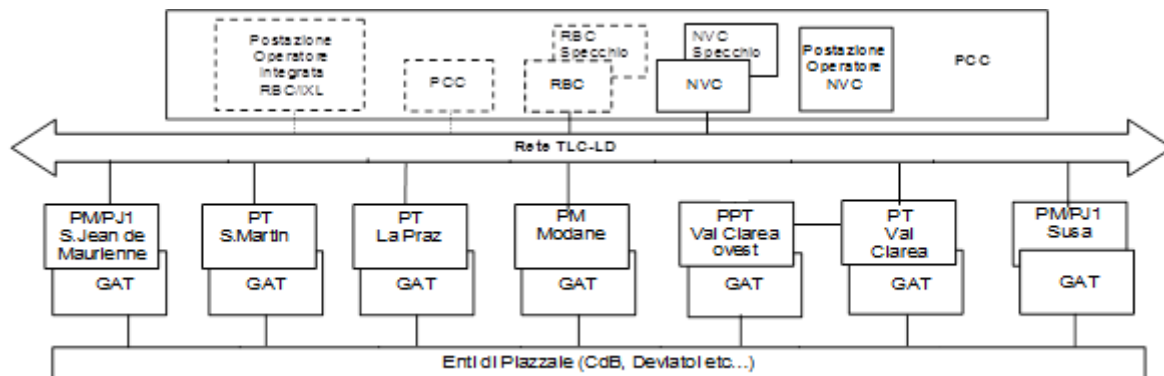 Postazione
Operatore
Integrata
RBC/IXL
PCC
RBC
Specchio
RBC
NVC
Specchio
NVC
Postazione
Operatore
NVC
PCC
Rete TLC-LD
PM/PJ1
S.Jean de
Maurienne
GAT
PT
S.Martin
GAT
PT
La Praz
GAT
PM
Modane
GAT
PPT
Val Clarea
ovest
GAT
PT
Val
Clarea
GAT
PM/PJ1
Susa
GAT
Enti di Piazzale (CdB, Deviatoi etc...)